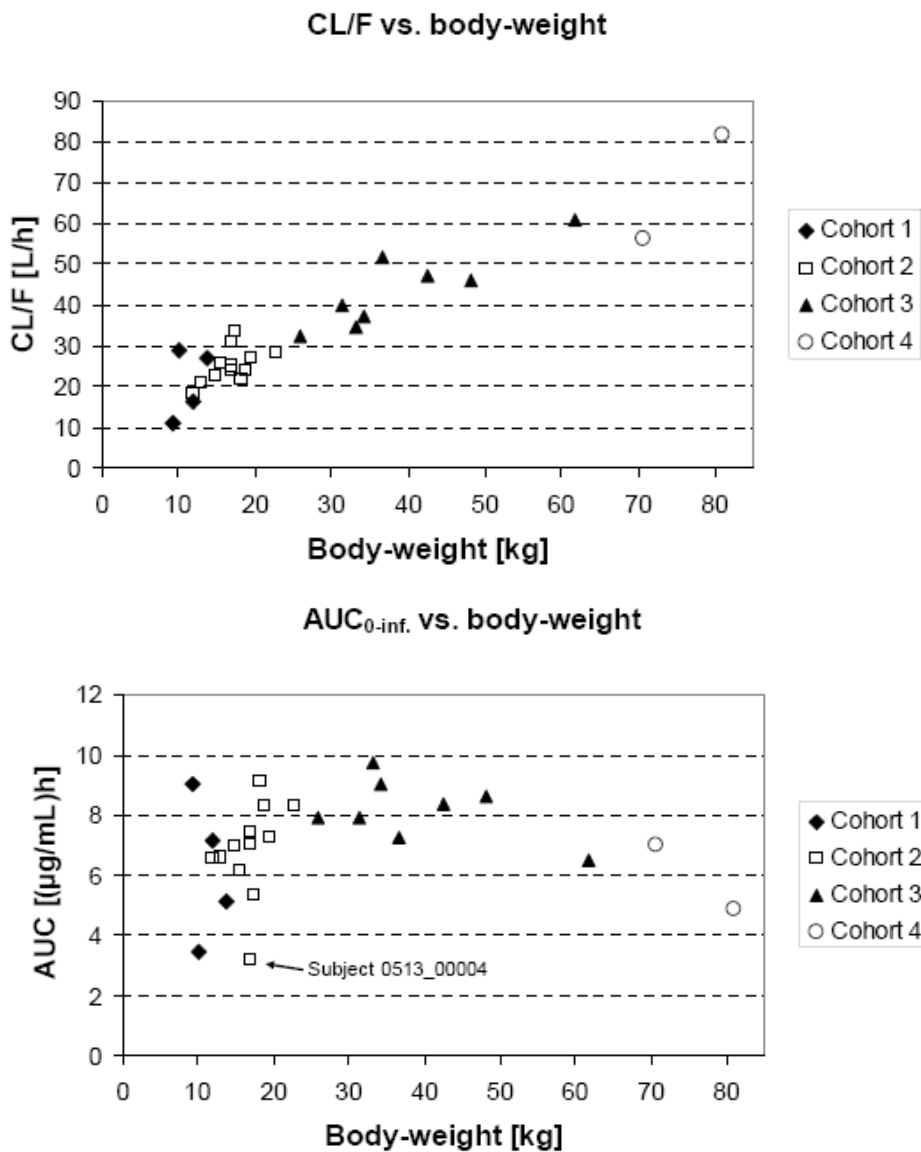 CL/F vs. body-weight
90
80
70
60
50
40
30
20
10
0
CL/F [L/h]
0 10 20 30 40 50 60 70 80
Body-weight [kg]
Cohort 1
Cohort 2
Cohort 3
Cohort 4
AUC0-inf. vs. body-weight
12
10
8
6
4
2
0
AUC [(µg/mL)h]
Subject 0513_00004
0 10 20 30 40 50 60 70 80
Body-weight [kg]
Cohort 1
Cohort 2
Cohort 3
Cohort 4